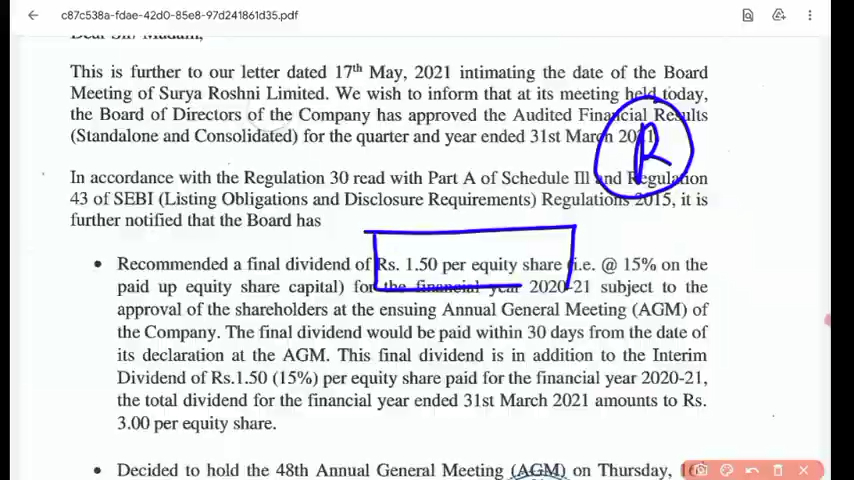 c87c538a-fdae-42d0-85e8-97d241861d35.pdf
Dear Sir/ Madam,
This is further to our letter dated 17th May, 2021 intimating the date of the Board
Meeting of Surya Roshni Limited. We wish to inform that at its meeting held today,
the Board of Directors of the Company has approved the Audited Financial Results
(Standalone and Consolidated) for the quarter and year ended 31st March 2021.
R
In accordance with the Regulation 30 read with Part A of Schedule III and Regulation
43 of SEBI (Listing Obligations and Disclosure Requirements) Regulations 2015, it is
further notified that the Board has
• Recommended a final dividend of Rs. 1.50 per equity share (i.e. @ 15% on the
paid up equity share capital) for the financial year 2020-21 subject to the
approval of the shareholders at the ensuing Annual General Meeting (AGM) of
the Company. The final dividend would be paid within 30 days from the date of
its declaration at the AGM. This final dividend is in addition to the Interim
Dividend of Rs.1.50 (15%) per equity share paid for the financial year 2020-21,
the total dividend for the financial year ended 31st March 2021 amounts to Rs.
3.00 per equity share.
• Decided to hold the 48th Annual General Meeting (AGM) on Thursday,